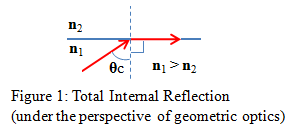 n2
n1
θc
n1 > n2
Figure 1: Total Internal Reflection
(under the perspective of geometric optics)